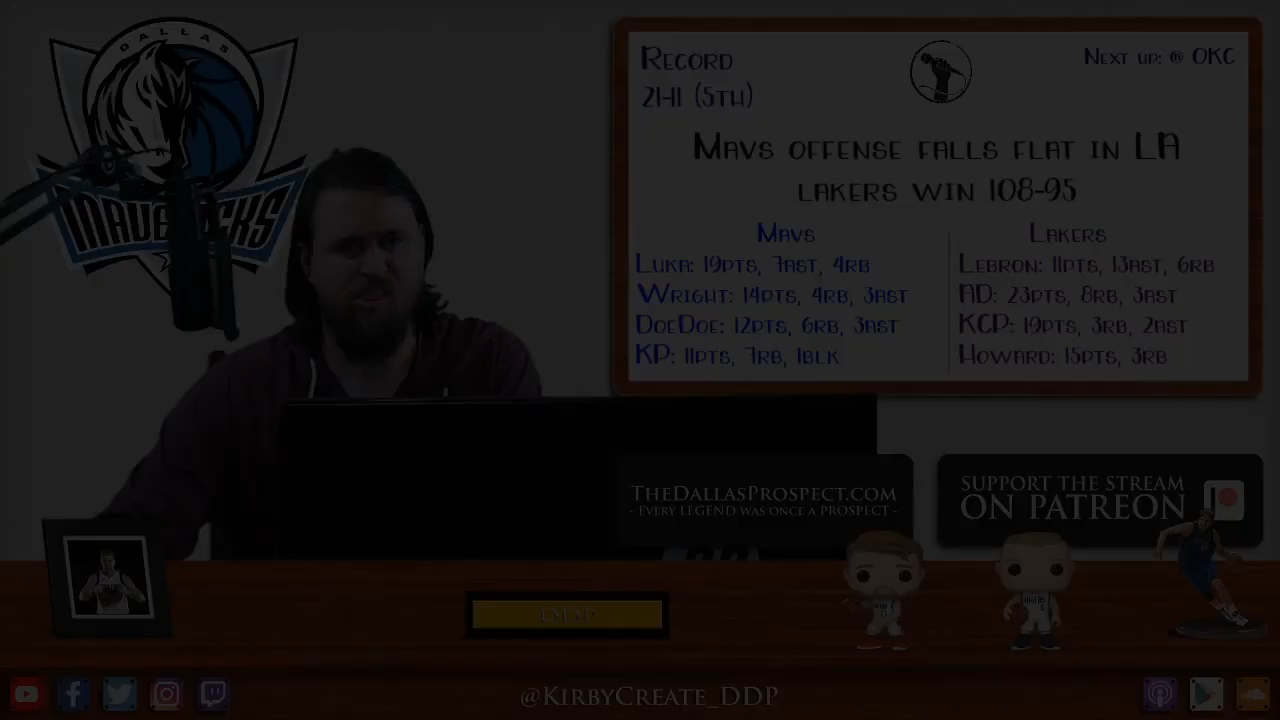 DALLAS
MAVERICKS
RECORD
21-11 (5TH)
NEXT UP: @ OKC
MAVS OFFENSE FALLS FLAT IN LA
LAKERS WIN 108-95
MAVS
LUKA: 19PTS, 7AST, 4RB
WRIGHT: 14PTS, 4RB, 3AST
DOEDOE: 12PTS, 6RB, 3AST
KP: 11PTS, 7RB, 1BLK
LAKERS
LEBRON: 11PTS, 13AST, 6RB
AD: 23PTS, 8RB, 3AST
KCP: 19PTS, 3RB, 2AST
HOWARD: 15PTS, 3RB
THEDALLASPROSPECT.COM
- EVERY LEGEND WAS ONCE A PROSPECT -
SUPPORT THE STREAM
ON PATREON
DDP
@KIRBYCREATE_DDP